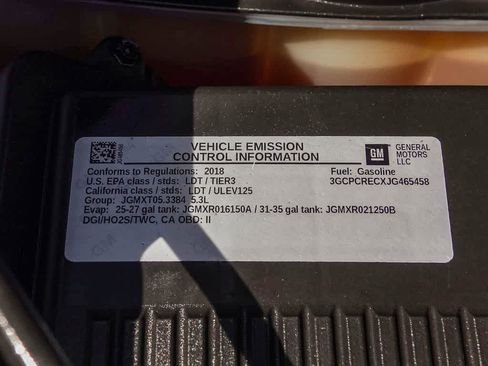 VEHICLE EMISSION
CONTROL INFORMATION
GM
GENERAL
MOTORS
LLC
Conforms to Regulations: 2018
Fuel: Gasoline
U.S. EPA class / stds: LDT / TIER3
3GCPCRECXJG465458
California class / stds: LDT / ULEV125
Group: JGMXT05.3384 5.3L
Evap: 25-27 gal tank: JGMXR016150A / 31-35 gal tank: JGMXR021250B
DGI/HO2S/TWC, CA OBD: II